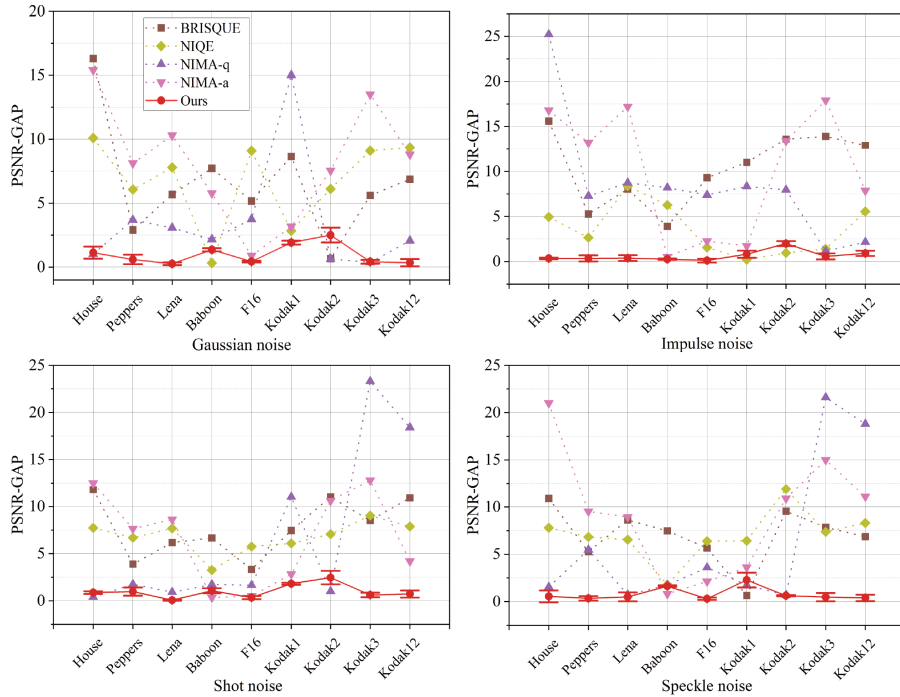 20
15
10
5
0
PSNR-GAP
BRISQUE
NIQE
NIMA-q
NIMA-a
Ours
House
Peppers
Lena
Baboon
F16
Kodak1
Kodak2
Kodak3
Kodak12
Gaussian noise
25
20
15
10
5
0
PSNR-GAP
House
Peppers
Lena
Baboon
F16
Kodak1
Kodak2
Kodak3
Kodak12
Impulse noise
25
20
15
10
5
0
PSNR-GAP
House
Peppers
Lena
Baboon
F16
Kodak1
Kodak2
Kodak3
Kodak12
Shot noise
25
20
15
10
5
0
PSNR-GAP
House
Peppers
Lena
Baboon
F16
Kodak1
Kodak2
Kodak3
Kodak12
Speckle noise